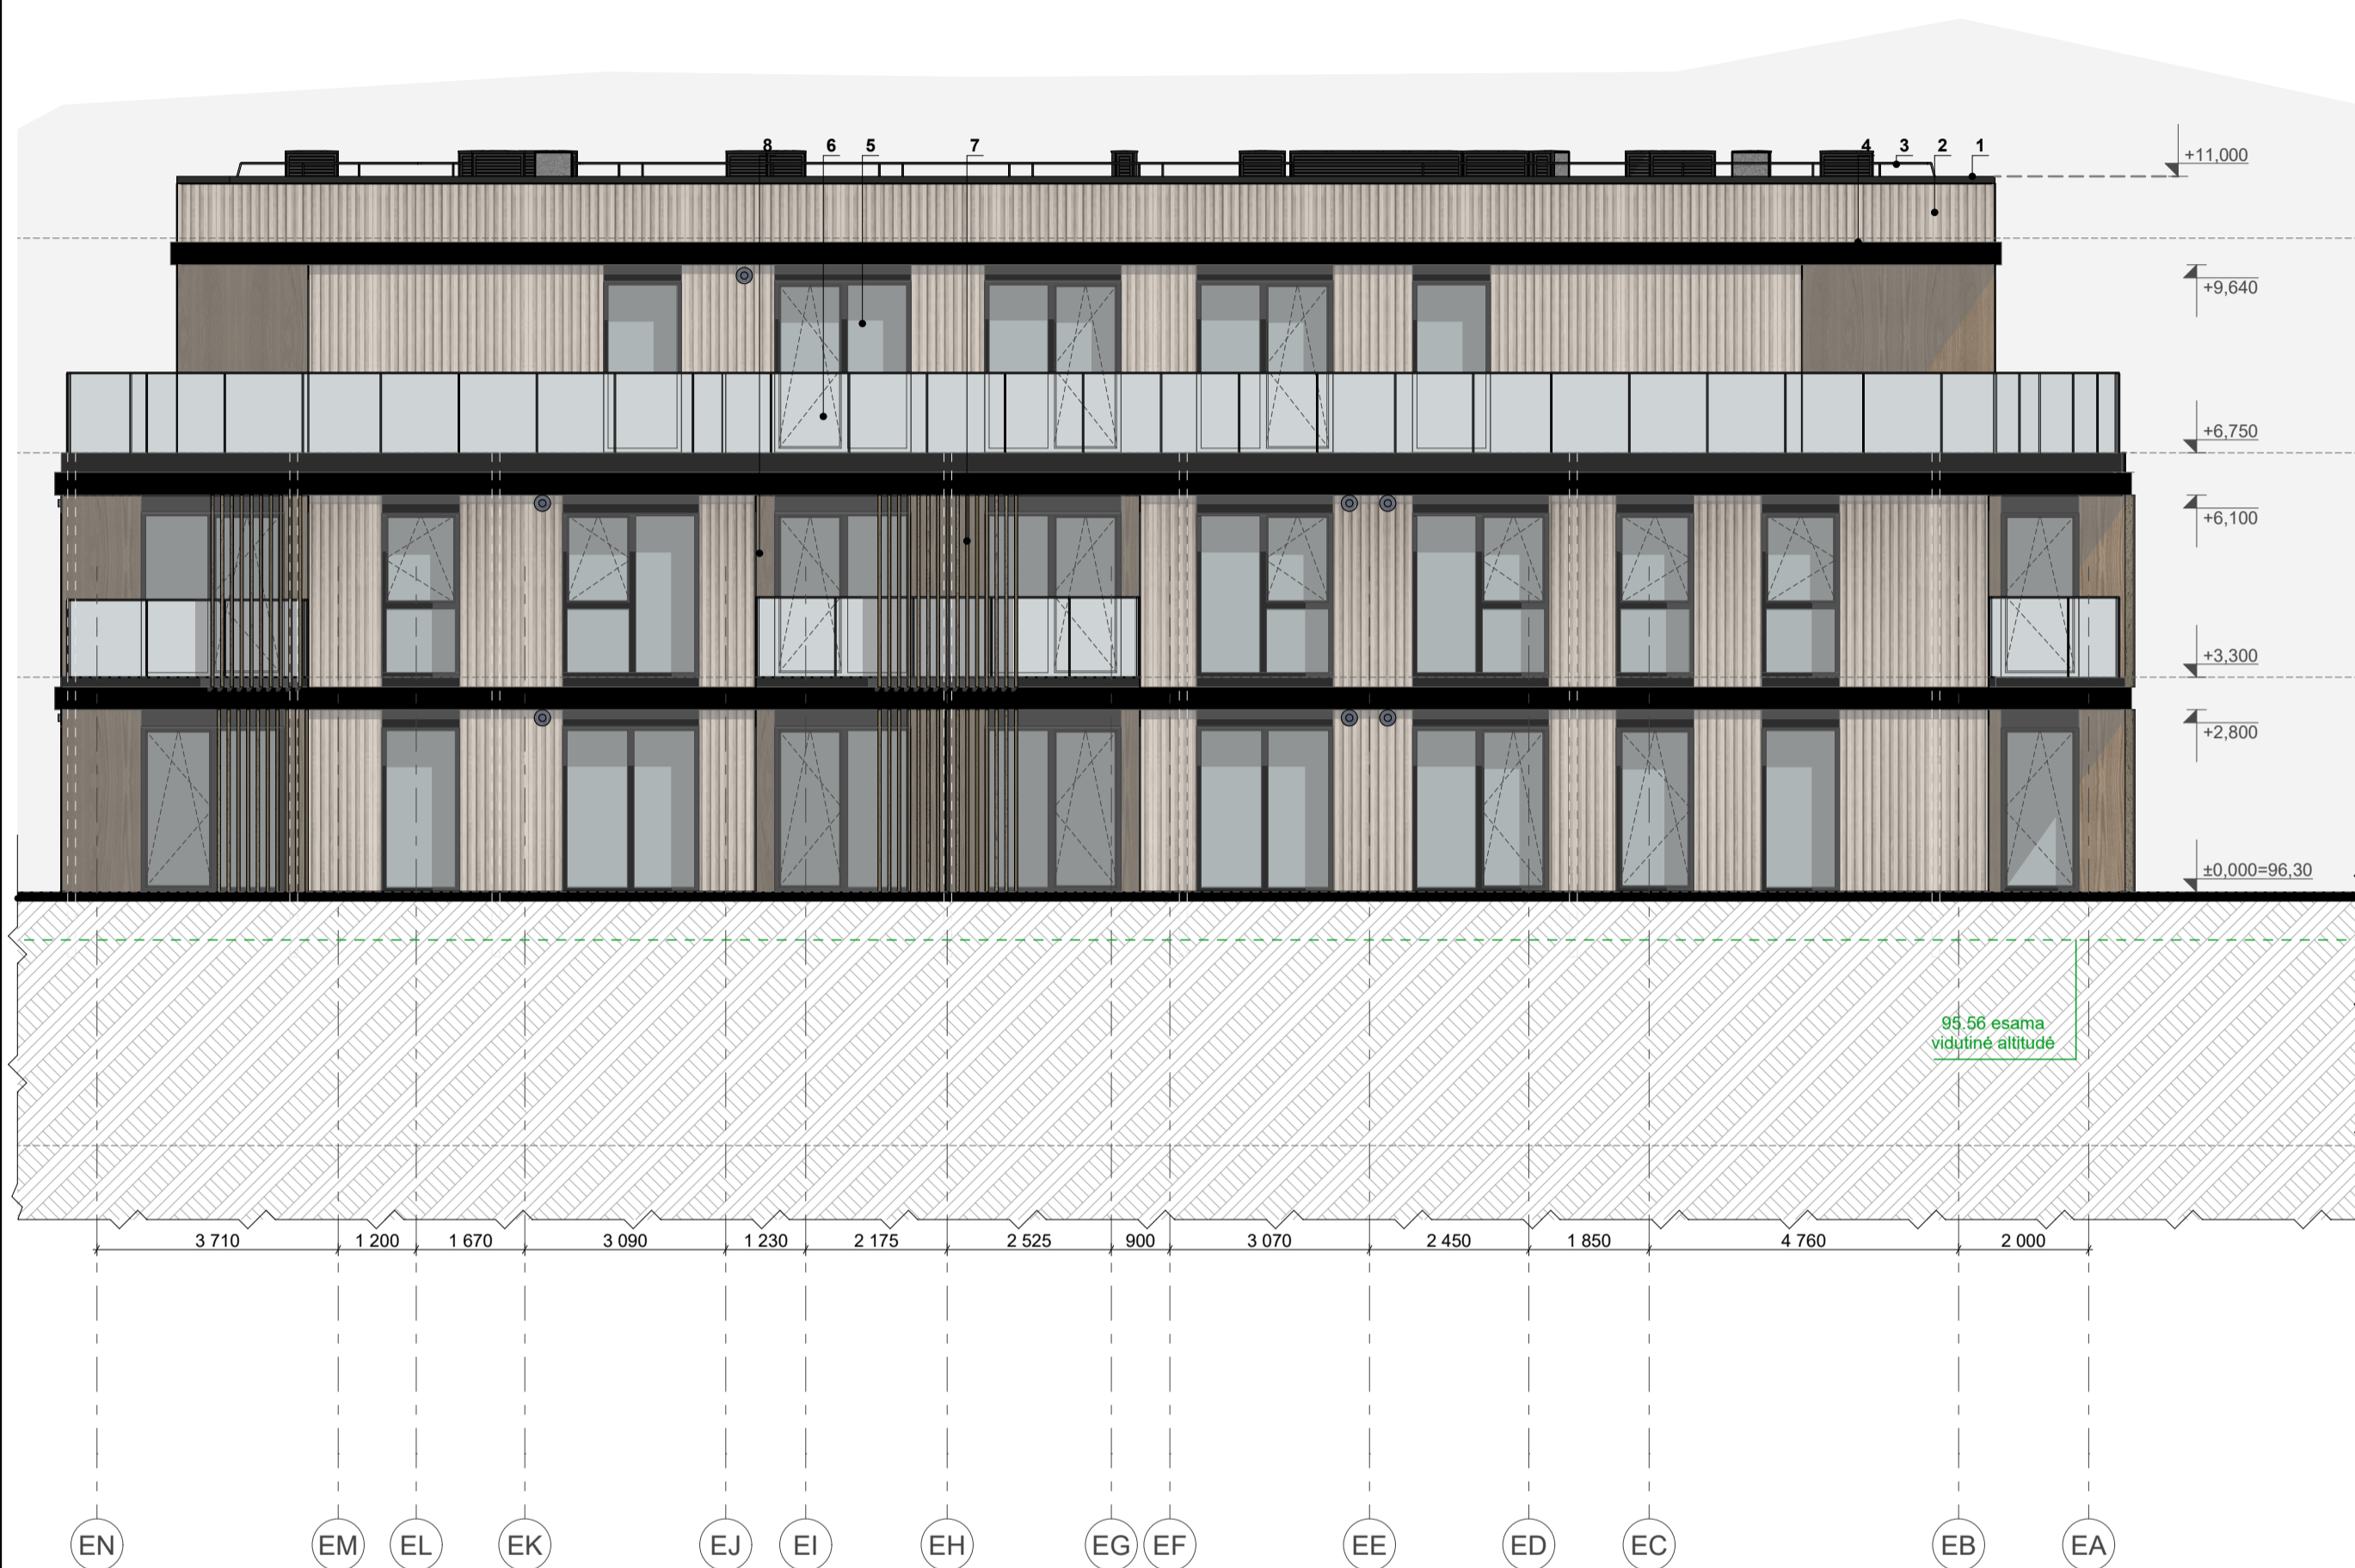 8 6 5 7 4 3 2 1
+11,000
+9,640
+6,750
+6,100
+3,300
+2,800
±0,000=96,30
95.56 esama
vidutinė altitudė
3 710 1 200 1 670 3 090 1 230 2 175 2 525 900 3 070 2 450 1 850 4 760 2 000
EN EM EL EK EJ EI EH EG EF EE ED EC EB EA